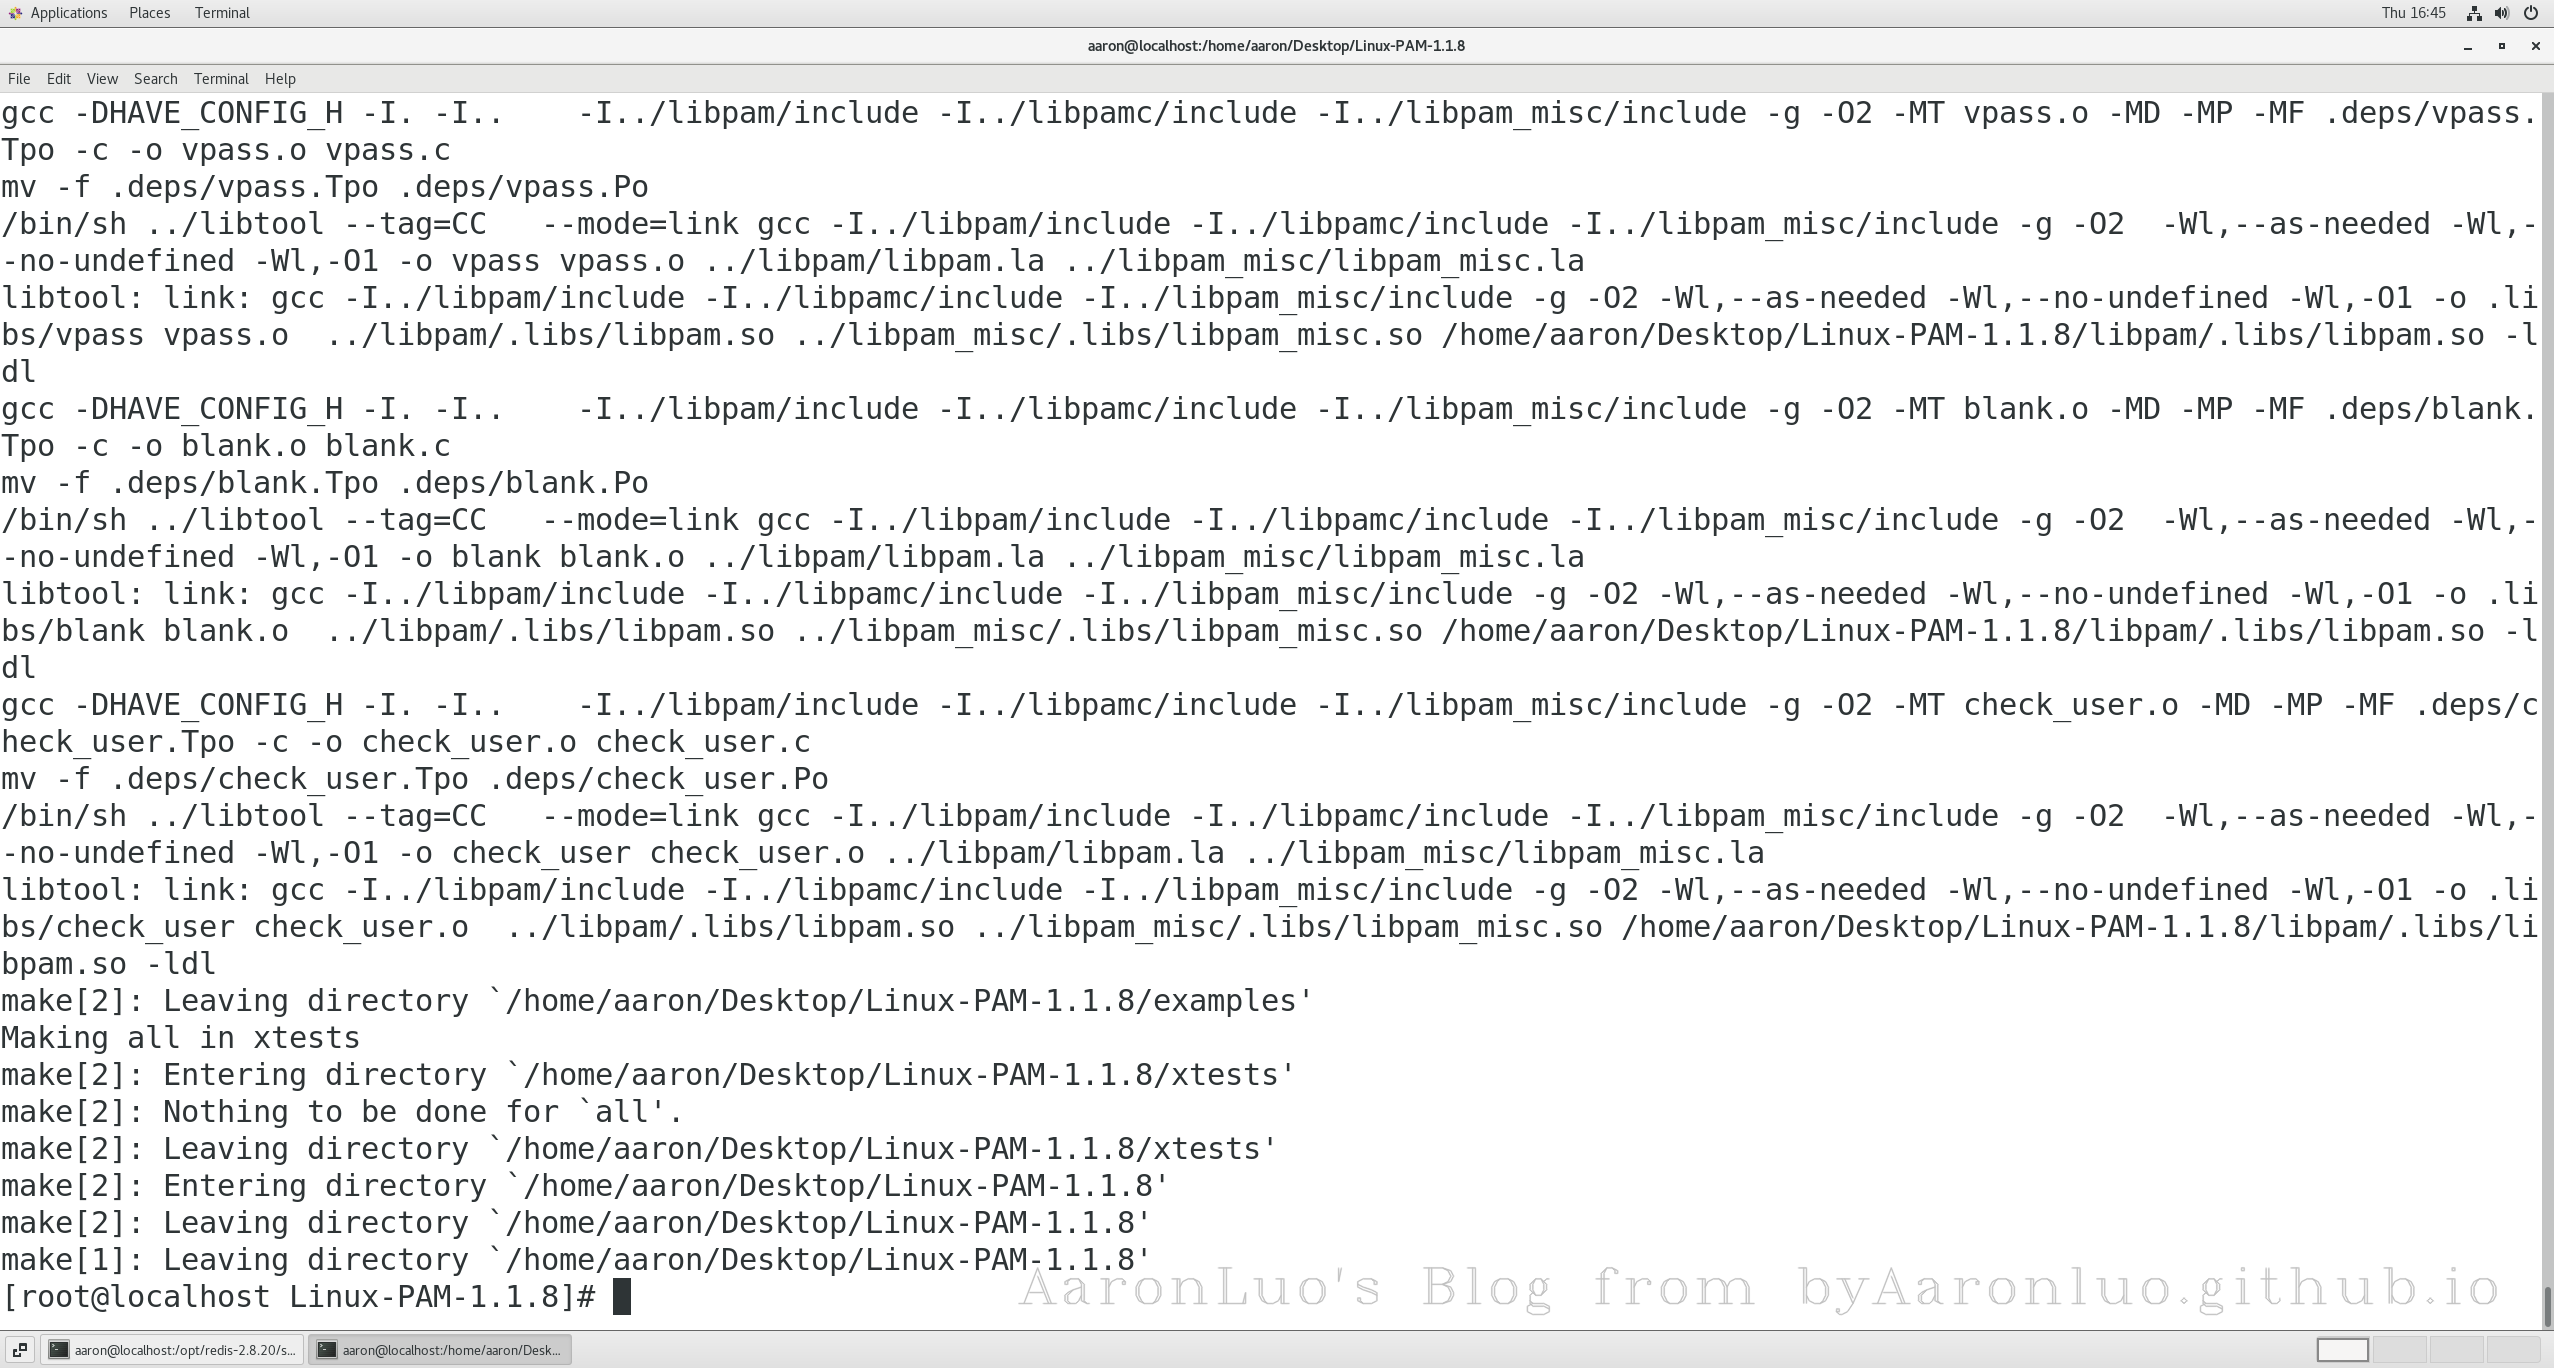 Applications Places Terminal Thu 16:45
aaron@localhost:/home/aaron/Desktop/Linux-PAM-1.1.8
File Edit View Search Terminal Help
gcc -DHAVE_CONFIG_H -I. -I..    -I../libpam/include -I../libpamc/include -I../libpam_misc/include -g -O2 -MT vpass.o -MD -MP -MF .deps/vpass.
Tpo -c -o vpass.o vpass.c
mv -f .deps/vpass.Tpo .deps/vpass.Po
/bin/sh ../libtool --tag=CC   --mode=link gcc -I../libpam/include -I../libpamc/include -I../libpam_misc/include -g -O2  -Wl,--as-needed -Wl,-
-no-undefined -Wl,-O1 -o vpass vpass.o ../libpam/libpam.la ../libpam_misc/libpam_misc.la
libtool: link: gcc -I../libpam/include -I../libpamc/include -I../libpam_misc/include -g -O2 -Wl,--as-needed -Wl,--no-undefined -Wl,-O1 -o .li
bs/vpass vpass.o  ../libpam/.libs/libpam.so ../libpam_misc/.libs/libpam_misc.so /home/aaron/Desktop/Linux-PAM-1.1.8/libpam/.libs/libpam.so -l
dl
gcc -DHAVE_CONFIG_H -I. -I..    -I../libpam/include -I../libpamc/include -I../libpam_misc/include -g -O2 -MT blank.o -MD -MP -MF .deps/blank.
Tpo -c -o blank.o blank.c
mv -f .deps/blank.Tpo .deps/blank.Po
/bin/sh ../libtool --tag=CC   --mode=link gcc -I../libpam/include -I../libpamc/include -I../libpam_misc/include -g -O2  -Wl,--as-needed -Wl,-
-no-undefined -Wl,-O1 -o blank blank.o ../libpam/libpam.la ../libpam_misc/libpam_misc.la
libtool: link: gcc -I../libpam/include -I../libpamc/include -I../libpam_misc/include -g -O2 -Wl,--as-needed -Wl,--no-undefined -Wl,-O1 -o .li
bs/blank blank.o  ../libpam/.libs/libpam.so ../libpam_misc/.libs/libpam_misc.so /home/aaron/Desktop/Linux-PAM-1.1.8/libpam/.libs/libpam.so -l
dl
gcc -DHAVE_CONFIG_H -I. -I..    -I../libpam/include -I../libpamc/include -I../libpam_misc/include -g -O2 -MT check_user.o -MD -MP -MF .deps/c
heck_user.Tpo -c -o check_user.o check_user.c
mv -f .deps/check_user.Tpo .deps/check_user.Po
/bin/sh ../libtool --tag=CC   --mode=link gcc -I../libpam/include -I../libpamc/include -I../libpam_misc/include -g -O2  -Wl,--as-needed -Wl,-
-no-undefined -Wl,-O1 -o check_user check_user.o ../libpam/libpam.la ../libpam_misc/libpam_misc.la
libtool: link: gcc -I../libpam/include -I../libpamc/include -I../libpam_misc/include -g -O2 -Wl,--as-needed -Wl,--no-undefined -Wl,-O1 -o .li
bs/check_user check_user.o  ../libpam/.libs/libpam.so ../libpam_misc/.libs/libpam_misc.so /home/aaron/Desktop/Linux-PAM-1.1.8/libpam/.libs/li
bpam.so -ldl
make[2]: Leaving directory `/home/aaron/Desktop/Linux-PAM-1.1.8/examples'
Making all in xtests
make[2]: Entering directory `/home/aaron/Desktop/Linux-PAM-1.1.8/xtests'
make[2]: Nothing to be done for `all'.
make[2]: Leaving directory `/home/aaron/Desktop/Linux-PAM-1.1.8/xtests'
make[2]: Entering directory `/home/aaron/Desktop/Linux-PAM-1.1.8'
make[2]: Leaving directory `/home/aaron/Desktop/Linux-PAM-1.1.8'
make[1]: Leaving directory `/home/aaron/Desktop/Linux-PAM-1.1.8'
[root@localhost Linux-PAM-1.1.8]#
AaronLuo's Blog from byAaronluo.github.io
aaron@localhost:/opt/redis-2.8.20/s... aaron@localhost:/home/aaron/Desk...